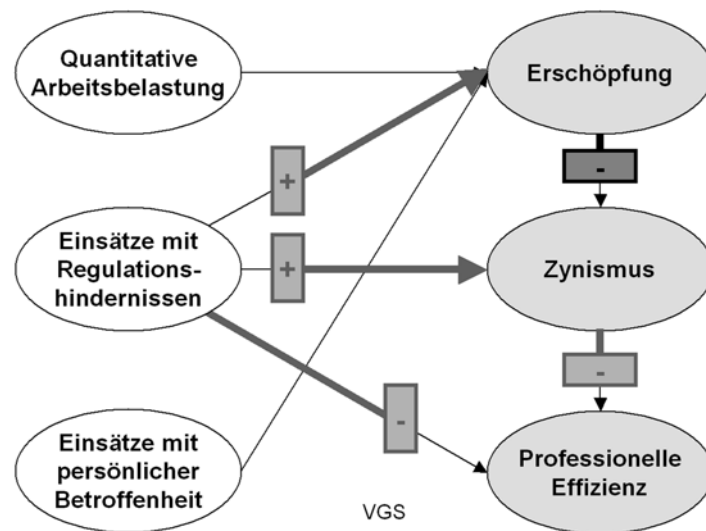 Quantitative
Arbeitsbelastung
Erschöpfung
-
+
Einsätze mit
Regulations-
hindernissen
+
Zynismus
-
-
Einsätze mit
persönlicher
Betroffenheit
Professionelle
Effizienz
VGS